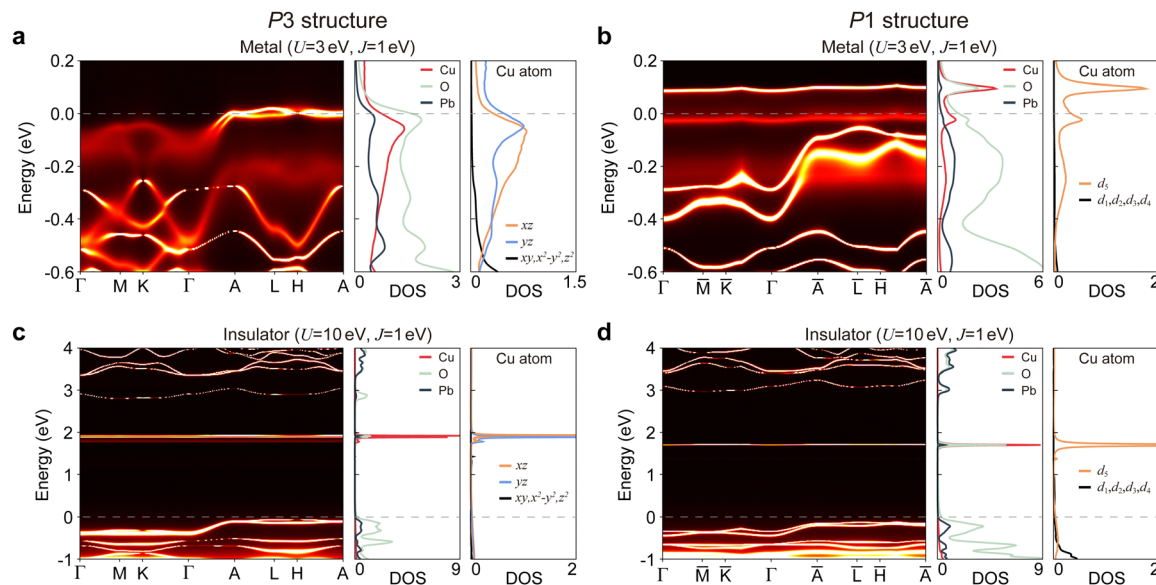 P3 structure
P1 structure
a
Metal (U=3 eV, J=1 eV)
0.2
0.0
-0.2
-0.4
-0.6
Energy (eV)
Γ M K Γ A L H A
Cu
O
Pb
0 3
DOS
Cu atom
xz
yz
xy,x²-y²,z²
0 1.5
DOS
b
Metal (U=3 eV, J=1 eV)
0.2
0.0
-0.2
-0.4
-0.6
Energy (eV)
Γ M̅ K̅ Γ A̅ L̅ H̅ A̅
Cu
O
Pb
0 6
DOS
Cu atom
d₅
d₁,d₂,d₃,d₄
0 2
DOS
c
Insulator (U=10 eV, J=1 eV)
4
3
2
1
0
-1
Energy (eV)
Γ M K Γ A L H A
Cu
O
Pb
0 9
DOS
Cu atom
xz
yz
xy,x²-y²,z²
0 2
DOS
d
Insulator (U=10 eV, J=1 eV)
4
3
2
1
0
-1
Energy (eV)
Γ M̅ K̅ Γ A̅ L̅ H̅ A̅
Cu
O
Pb
0 9
DOS
Cu atom
d₅
d₁,d₂,d₃,d₄
0 2
DOS